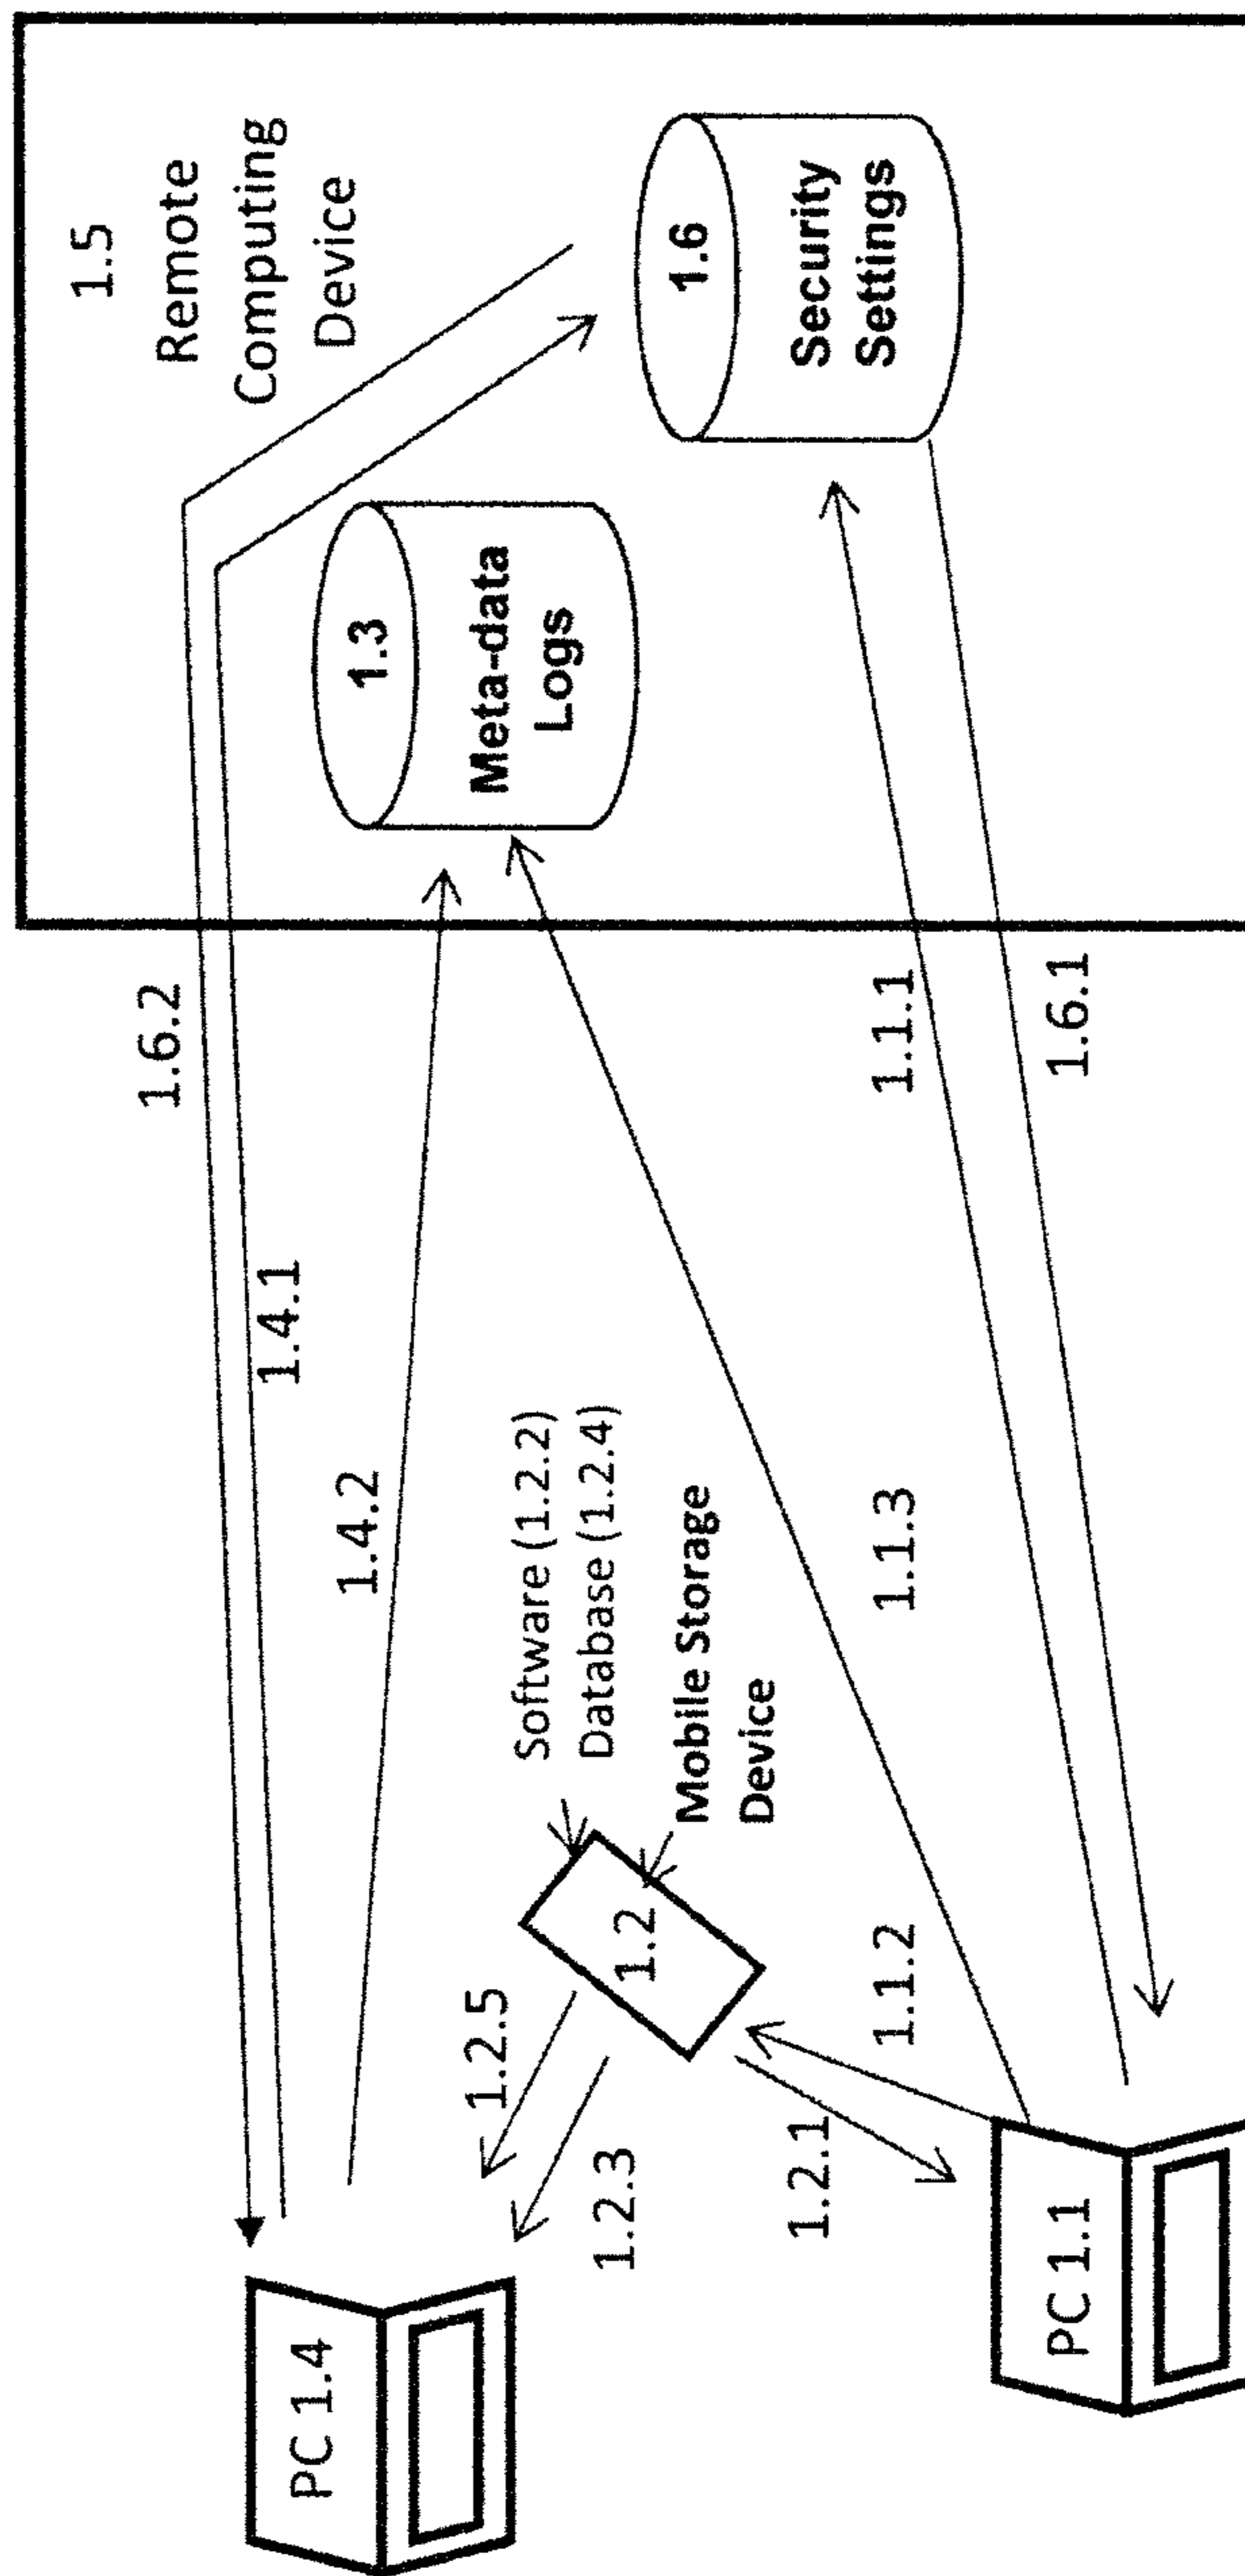 1.5
Remote
Computing
Device
1.6
Security
Settings
1.3
Meta-data
Logs
1.6.2
1.4.1
1.4.2
1.1.1
1.6.1
1.1.3
Software (1.2.2)
Database (1.2.4)
Mobile Storage
Device
1.2
1.2.5
1.2.3
1.2.1
1.1.2
PC 1.4
PC 1.1